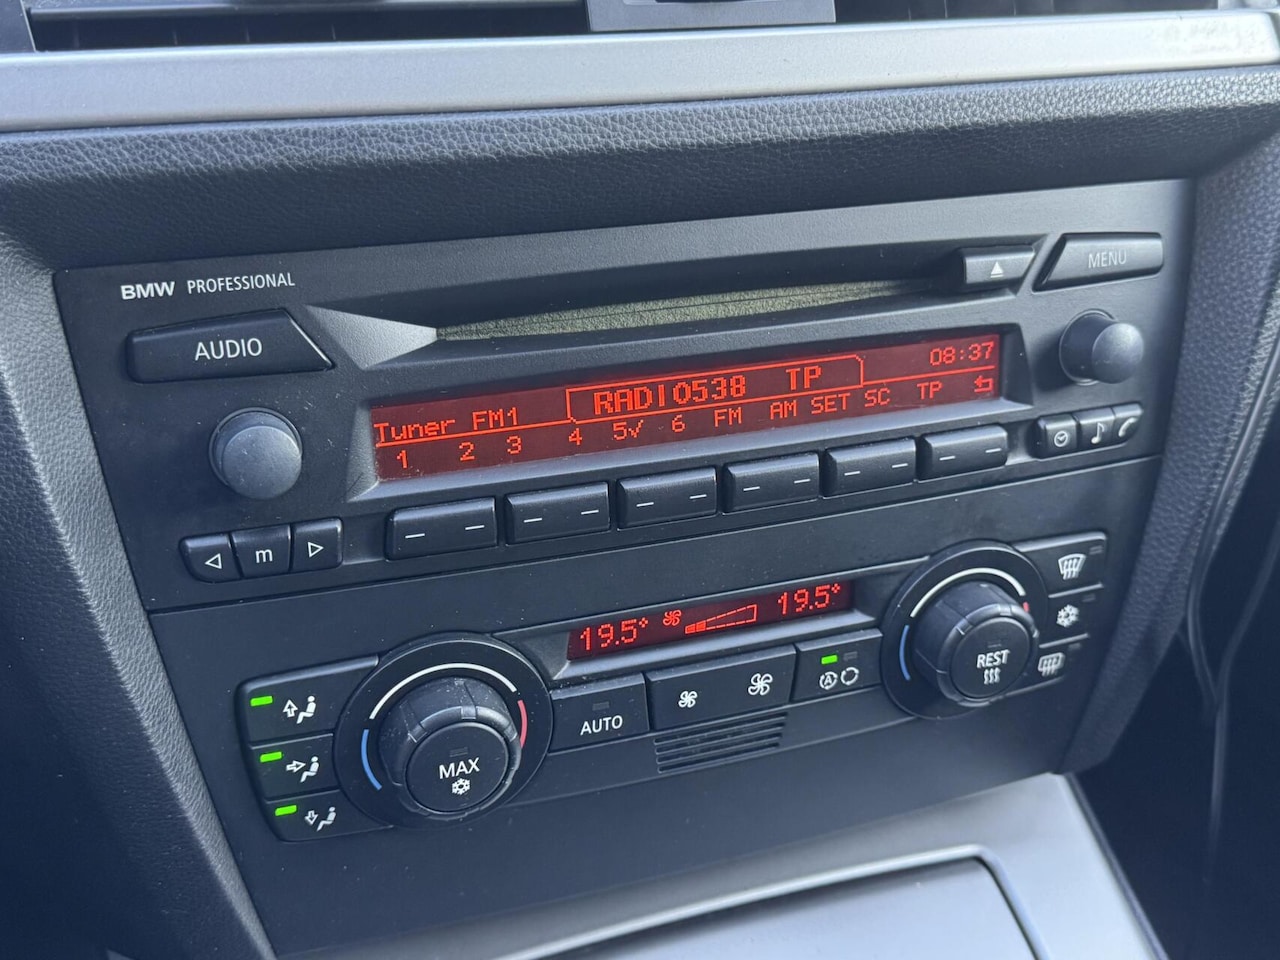 BMW PROFESSIONAL
MENU
AUDIO
Tuner FM1
RADIO538 TP
08:37
1 2 3 4 5√ 6 FM AM SET SC TP
m
19.5° 19.5°
REST
AUTO
A
MAX